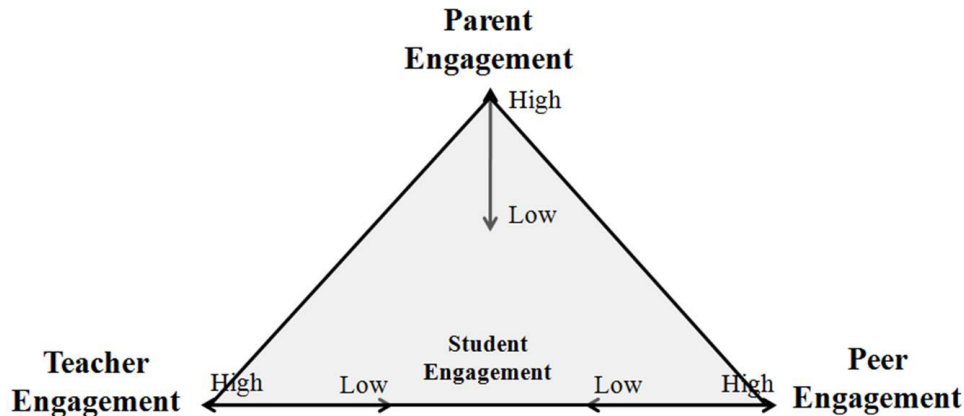 Parent
Engagement
High
Low
Student
Engagement
Teacher
Engagement
High
Low
Low
High
Peer
Engagement